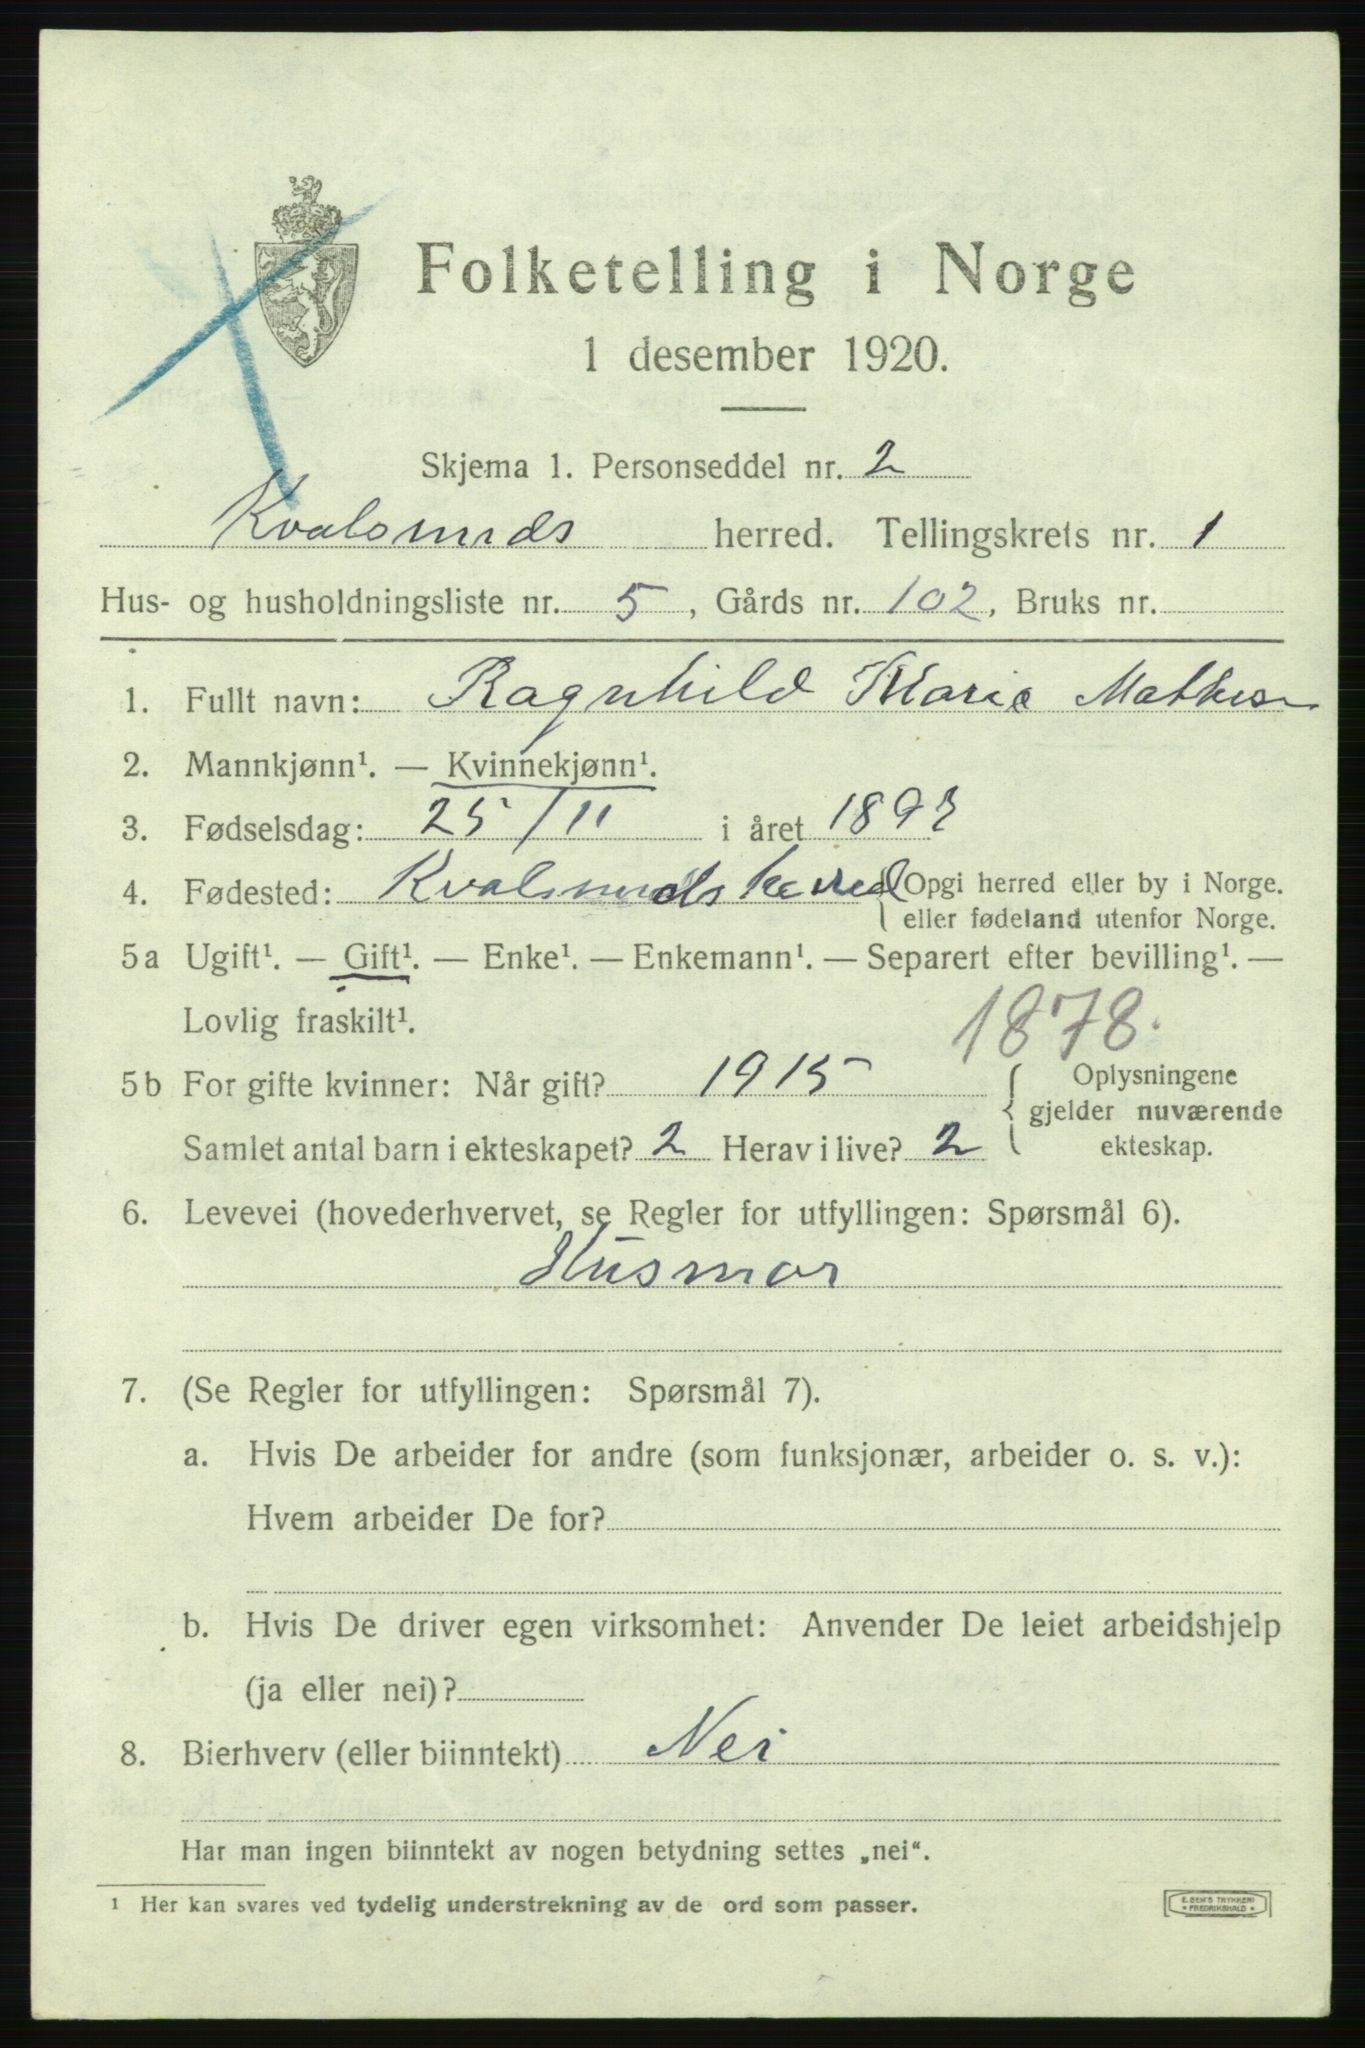 Folketelling i Norge
1 desember 1920.
Skjema 1. Personseddel nr. 2
Kvalsunds herred. Tellingskrets nr. 1
Hus- og husholdningsliste nr. 5, Gårds nr. 102, Bruks nr.
1. Fullt navn: Ragnhild Marie Mathisen
2. Mannkjønn¹. — Kvinnekjønn¹.
3. Fødselsdag: 25/11 i året 1893
4. Fødested: Kvalsunds herred { Opgi herred eller by i Norge.
eller fødeland utenfor Norge.
5a Ugift¹. — Gift¹. — Enke¹. — Enkemann¹. — Separert efter bevilling¹. —
Lovlig fraskilt¹.
1878.
5b For gifte kvinner: Når gift? 1915
Samlet antal barn i ekteskapet? 2 Herav i live? 2
{ Oplysningene
gjelder nuværende
ekteskap.
6. Levevei (hovederhvervet, se Regler for utfyllingen: Spørsmål 6).
Husmor
7. (Se Regler for utfyllingen: Spørsmål 7).
a. Hvis De arbeider for andre (som funksjonær, arbeider o. s. v.):
Hvem arbeider De for?
b. Hvis De driver egen virksomhet: Anvender De leiet arbeidshjelp
(ja eller nei)?
8. Bierhverv (eller biinntekt) Nei
Har man ingen biinntekt av nogen betydning settes „nei“.
¹ Her kan svares ved tydelig understrekning av de ord som passer.
E. SEM'S TRYKKERI
* FREDRIKSHALD *